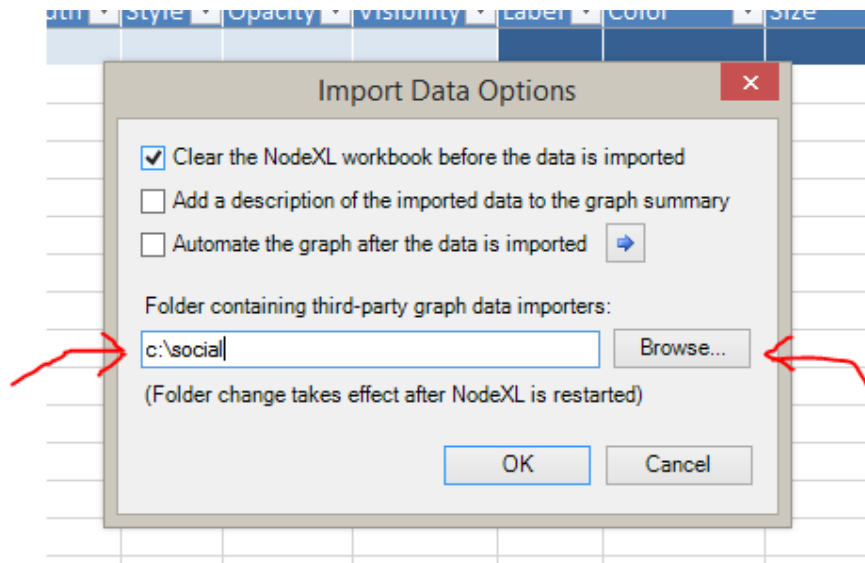 Width Style Opacity Visibility Label Color Size
Import Data Options
Clear the NodeXL workbook before the data is imported
Add a description of the imported data to the graph summary
Automate the graph after the data is imported
Folder containing third-party graph data importers:
c:\social
Browse...
(Folder change takes effect after NodeXL is restarted)
OK
Cancel